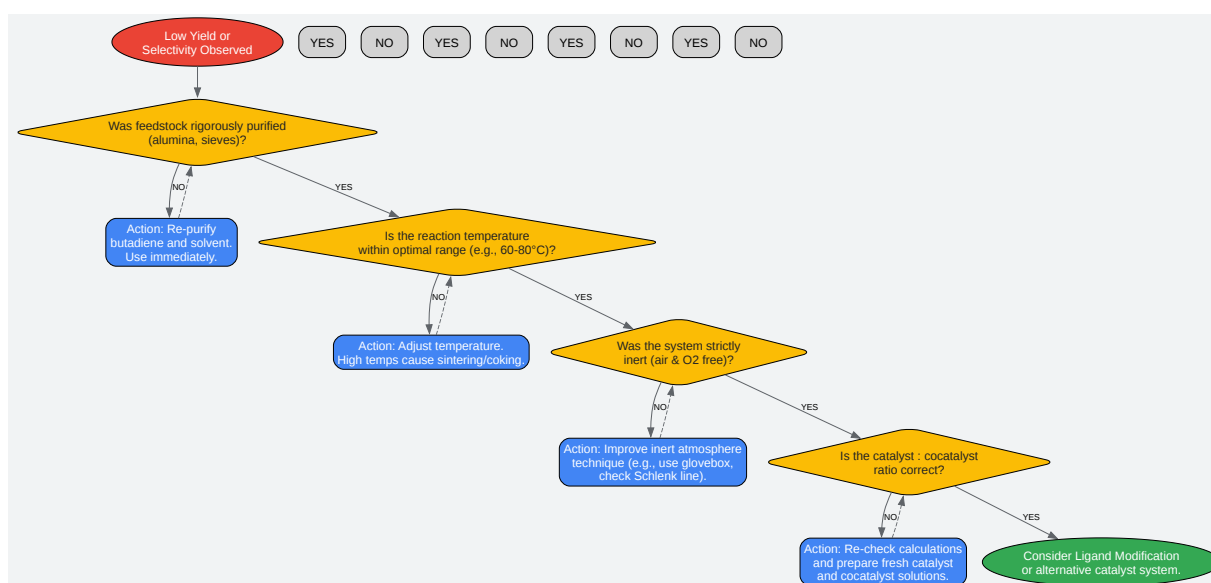 Low Yield or
Selectivity Observed
YES
NO
YES
NO
YES
NO
YES
NO
Was feedstock rigorously purified
(alumina, sieves)?
NO
YES
Action: Re-purify
butadiene and solvent.
Use immediately.
Is the reaction temperature
within optimal range (e.g., 60-80°C)?
NO
YES
Action: Adjust temperature.
High temps cause sintering/coking.
Was the system strictly
inert (air & O2 free)?
NO
YES
Action: Improve inert atmosphere
technique (e.g., use glovebox,
check Schlenk line).
Is the catalyst : cocatalyst
ratio correct?
NO
YES
Action: Re-check calculations
and prepare fresh catalyst
and cocatalyst solutions.
Consider Ligand Modification
or alternative catalyst system.